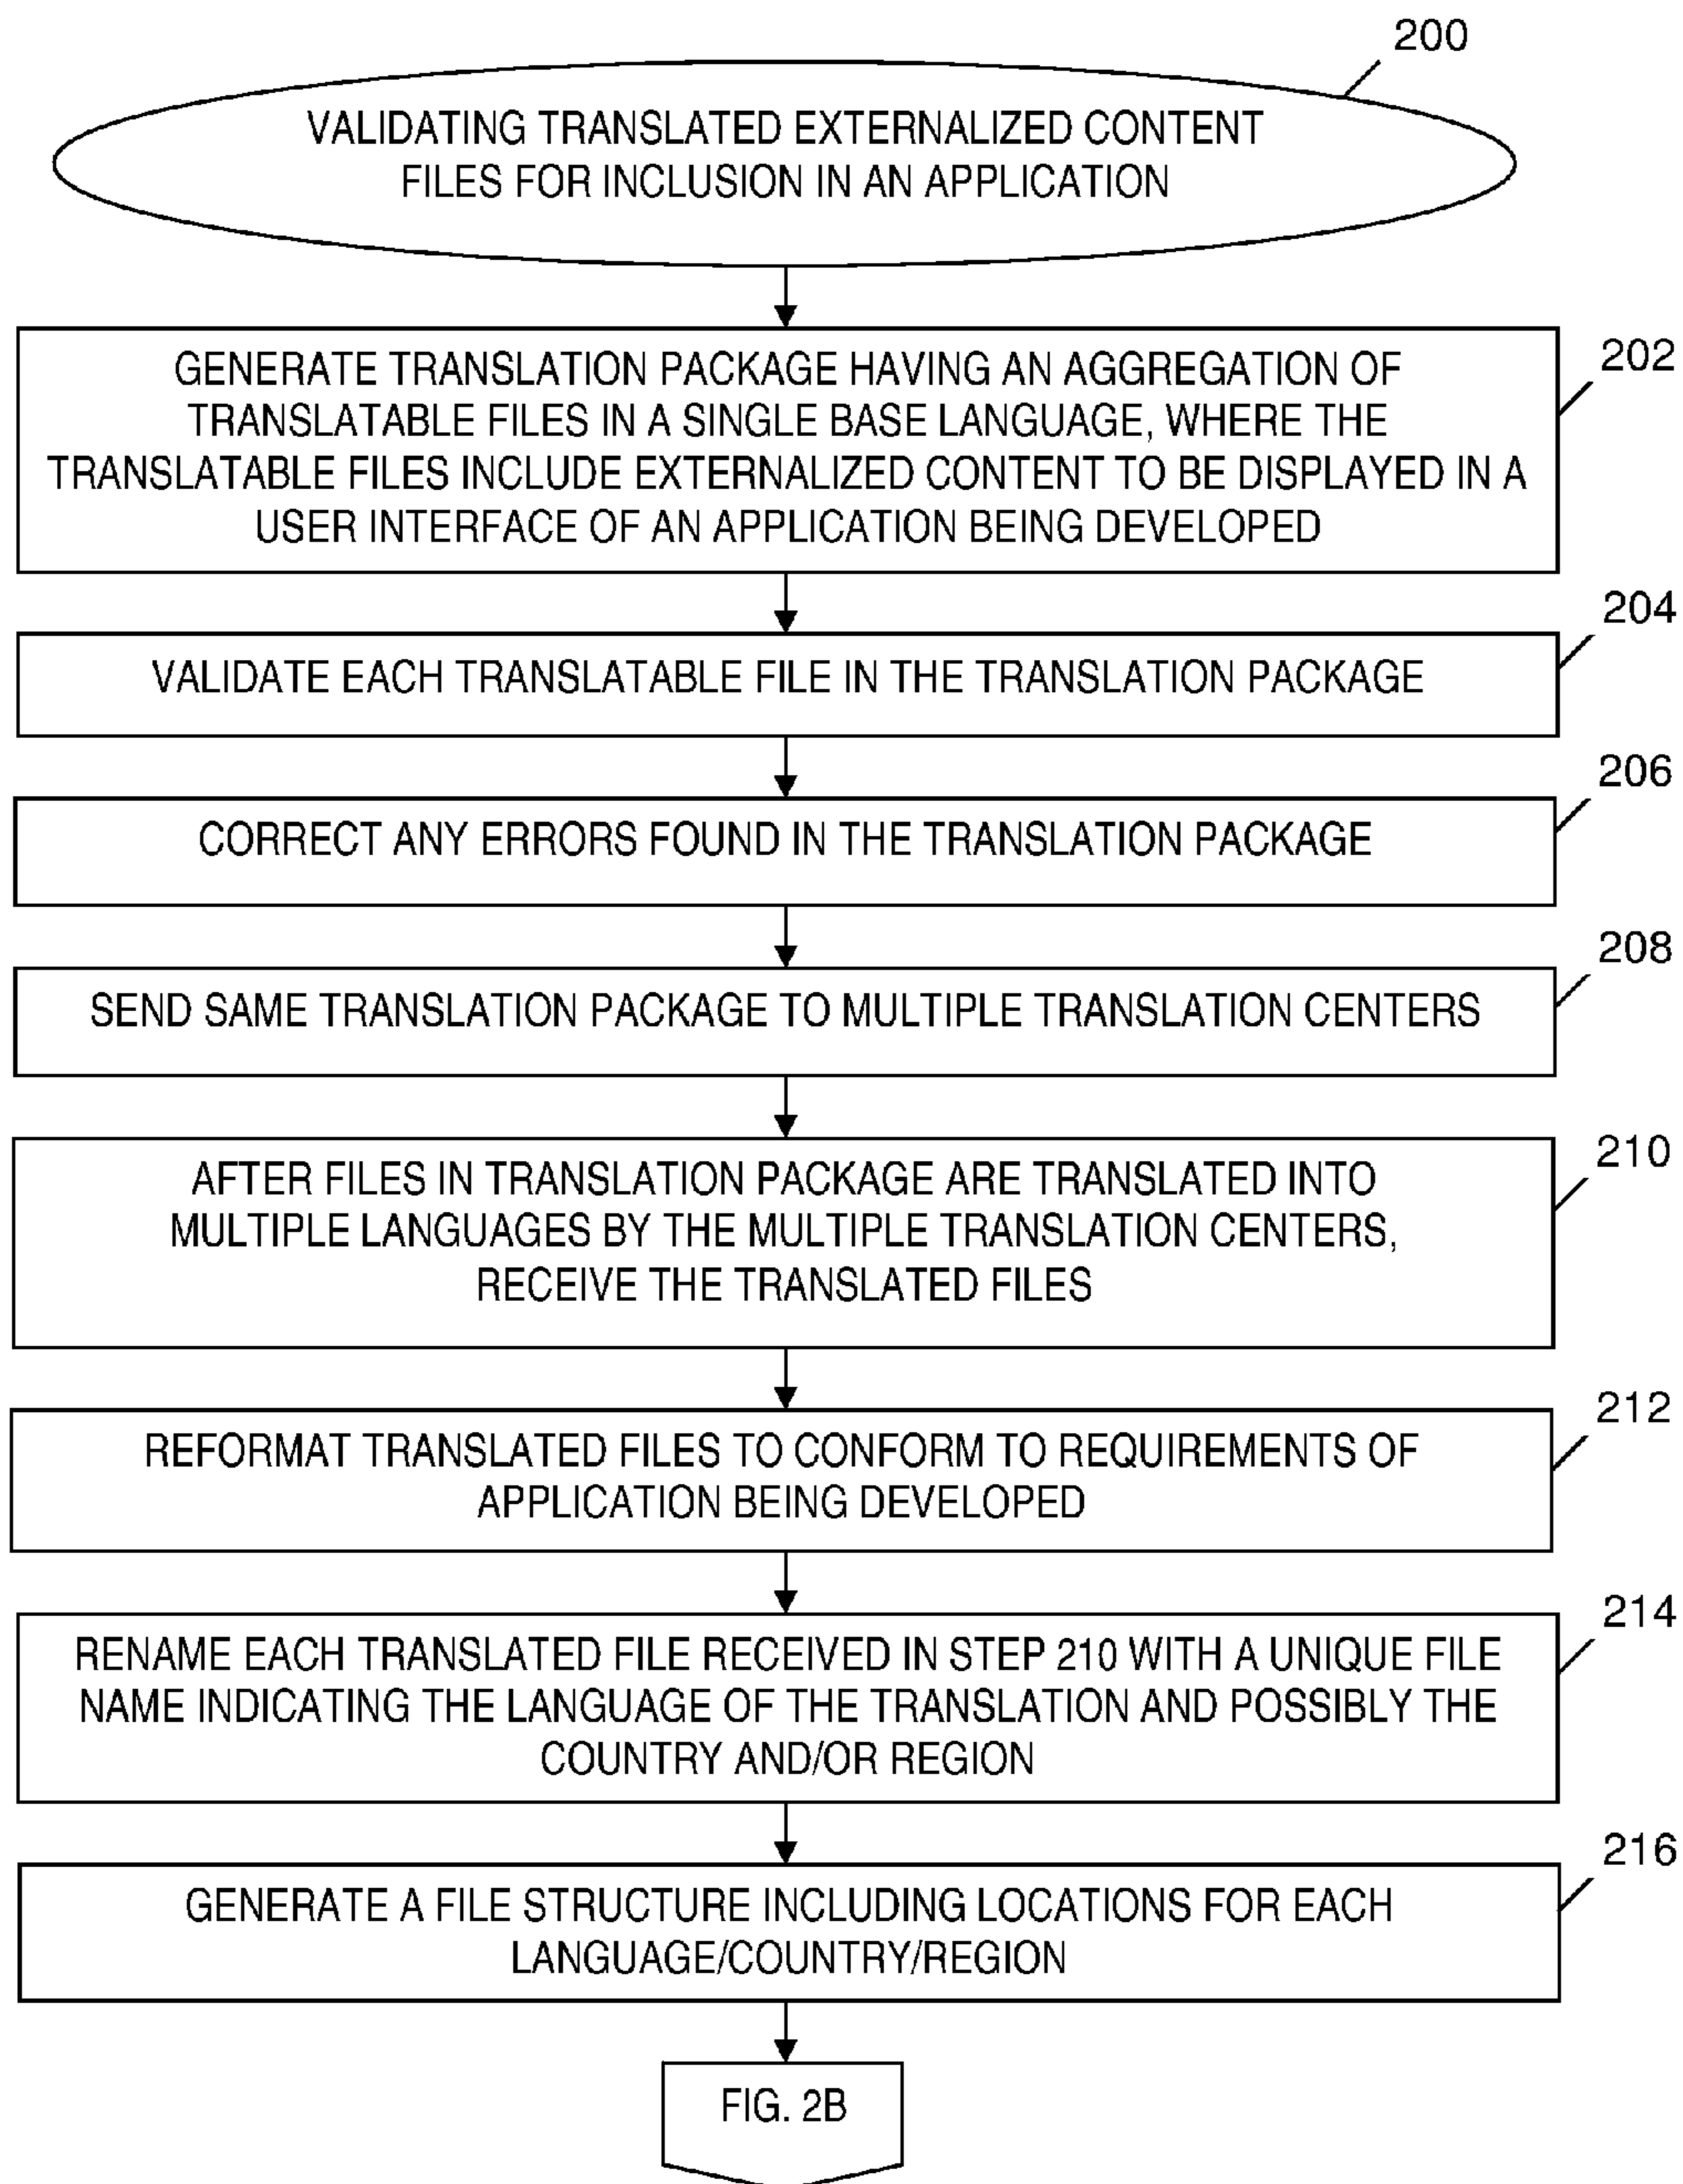 200
VALIDATING TRANSLATED EXTERNALIZED CONTENT
FILES FOR INCLUSION IN AN APPLICATION
202
GENERATE TRANSLATION PACKAGE HAVING AN AGGREGATION OF
TRANSLATABLE FILES IN A SINGLE BASE LANGUAGE, WHERE THE
TRANSLATABLE FILES INCLUDE EXTERNALIZED CONTENT TO BE DISPLAYED IN A
USER INTERFACE OF AN APPLICATION BEING DEVELOPED
204
VALIDATE EACH TRANSLATABLE FILE IN THE TRANSLATION PACKAGE
206
CORRECT ANY ERRORS FOUND IN THE TRANSLATION PACKAGE
208
SEND SAME TRANSLATION PACKAGE TO MULTIPLE TRANSLATION CENTERS
210
AFTER FILES IN TRANSLATION PACKAGE ARE TRANSLATED INTO
MULTIPLE LANGUAGES BY THE MULTIPLE TRANSLATION CENTERS,
RECEIVE THE TRANSLATED FILES
212
REFORMAT TRANSLATED FILES TO CONFORM TO REQUIREMENTS OF
APPLICATION BEING DEVELOPED
214
RENAME EACH TRANSLATED FILE RECEIVED IN STEP 210 WITH A UNIQUE FILE
NAME INDICATING THE LANGUAGE OF THE TRANSLATION AND POSSIBLY THE
COUNTRY AND/OR REGION
216
GENERATE A FILE STRUCTURE INCLUDING LOCATIONS FOR EACH
LANGUAGE/COUNTRY/REGION
FIG. 2B